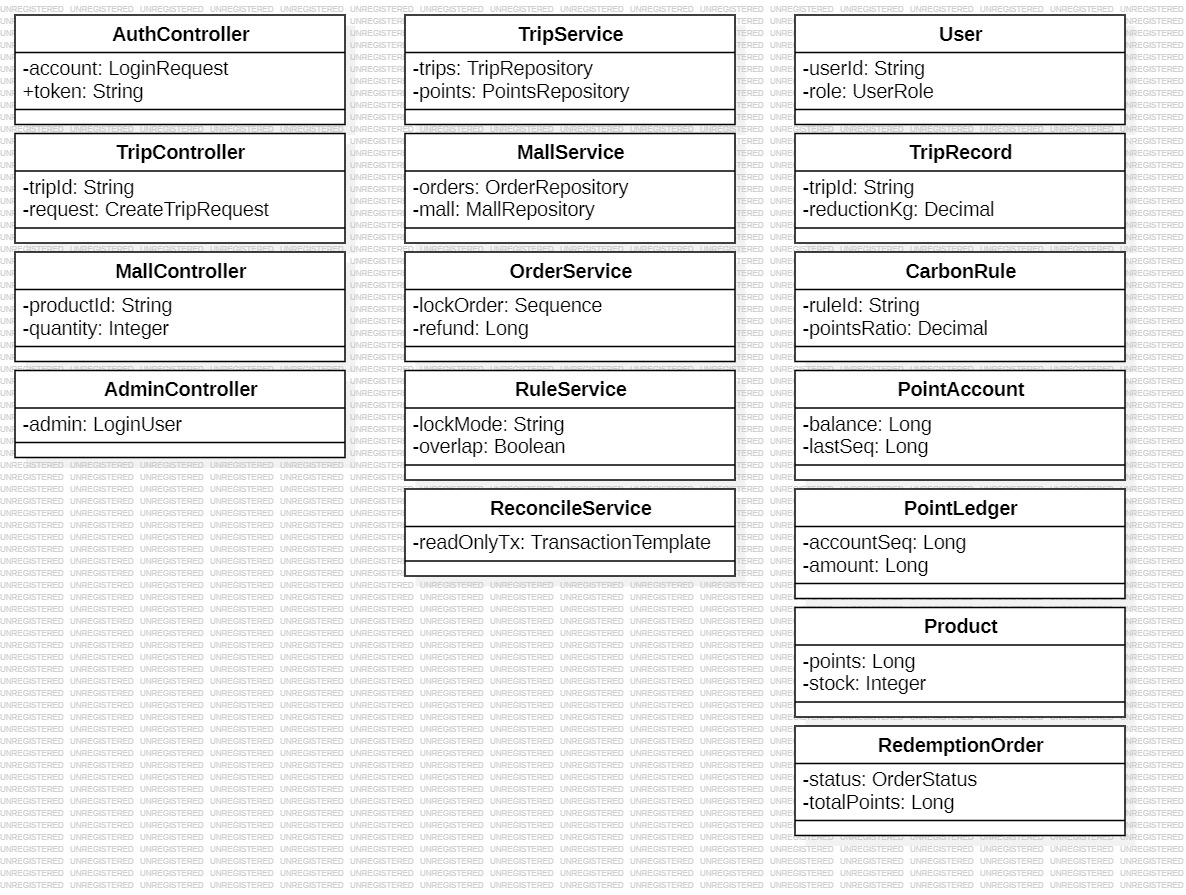 AuthController
-account: LoginRequest
+token: String
TripController
-tripId: String
-request: CreateTripRequest
MallController
-productId: String
-quantity: Integer
AdminController
-admin: LoginUser
TripService
-trips: TripRepository
-points: PointsRepository
MallService
-orders: OrderRepository
-mall: MallRepository
OrderService
-lockOrder: Sequence
-refund: Long
RuleService
-lockMode: String
-overlap: Boolean
ReconcileService
-readOnlyTx: TransactionTemplate
User
-userId: String
-role: UserRole
TripRecord
-tripId: String
-reductionKg: Decimal
CarbonRule
-ruleId: String
-pointsRatio: Decimal
PointAccount
-balance: Long
-lastSeq: Long
PointLedger
-accountSeq: Long
-amount: Long
Product
-points: Long
-stock: Integer
RedemptionOrder
-status: OrderStatus
-totalPoints: Long
UNREGISTERED